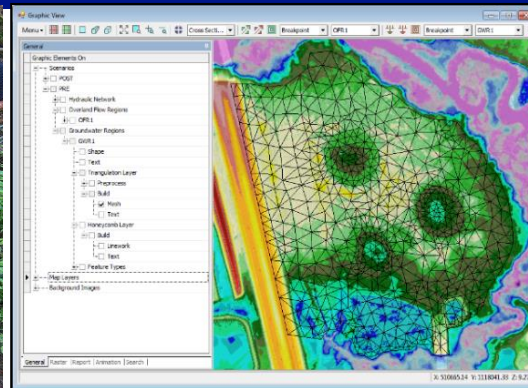 Graphic View
Menu Cross Secti... Breakpoint OFR1 Breakpoint GWR1
General
Graphic Elements On
Scenarios
POST
PRE
Hydraulic Network
Overland Flow Regions
OFR1
Groundwater Regions
GWR1
Shape
Text
Triangulation Layer
Preprocess
Build
Mesh
Text
Honeycomb Layer
Build
Linework
Text
Feature Types
Map Layers
Background Images
General Raster Report Animation Search